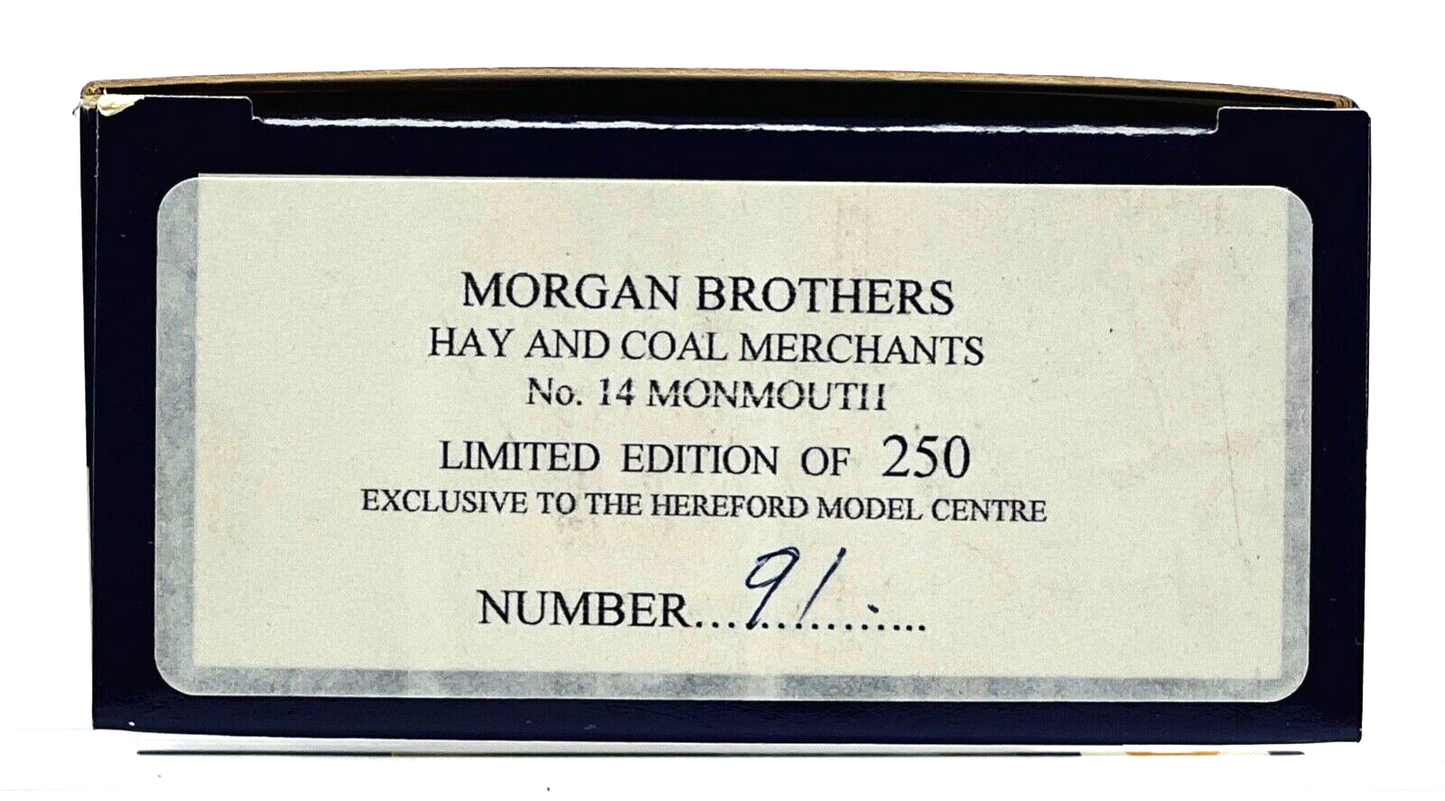 MORGAN BROTHERS
HAY AND COAL MERCHANTS
No. 14 MONMOUTH
LIMITED EDITION OF 250
EXCLUSIVE TO THE HEREFORD MODEL CENTRE
NUMBER...91...........